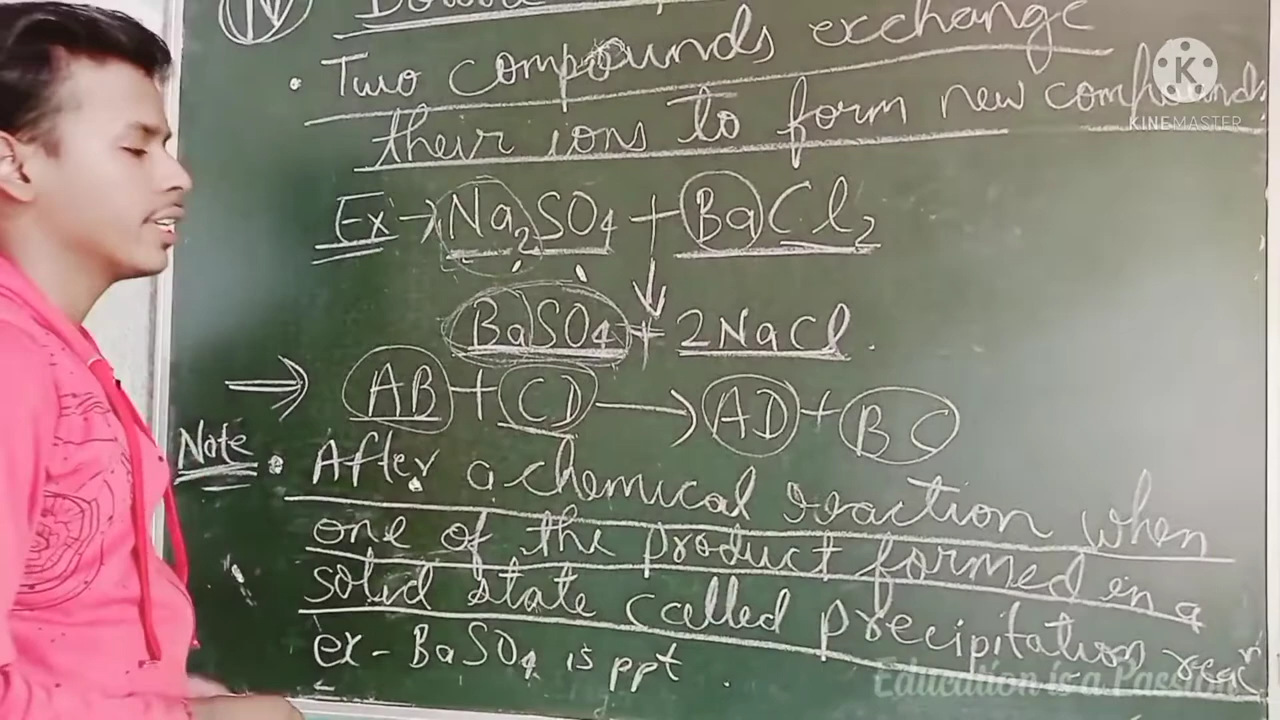 IV Double
• Two compounds exchange
their ions to form new compounds
K
KINEMASTER
Ex → Na₂SO₄ + BaCl₂
↓
BaSO₄ + 2NaCl.
⇒ AB + CD → AD + BC
Note • After a chemical reaction when
one of the product formed in a
solid state called precipitation reacn
ex - BaSO₄ is ppt.
Education is a Passion